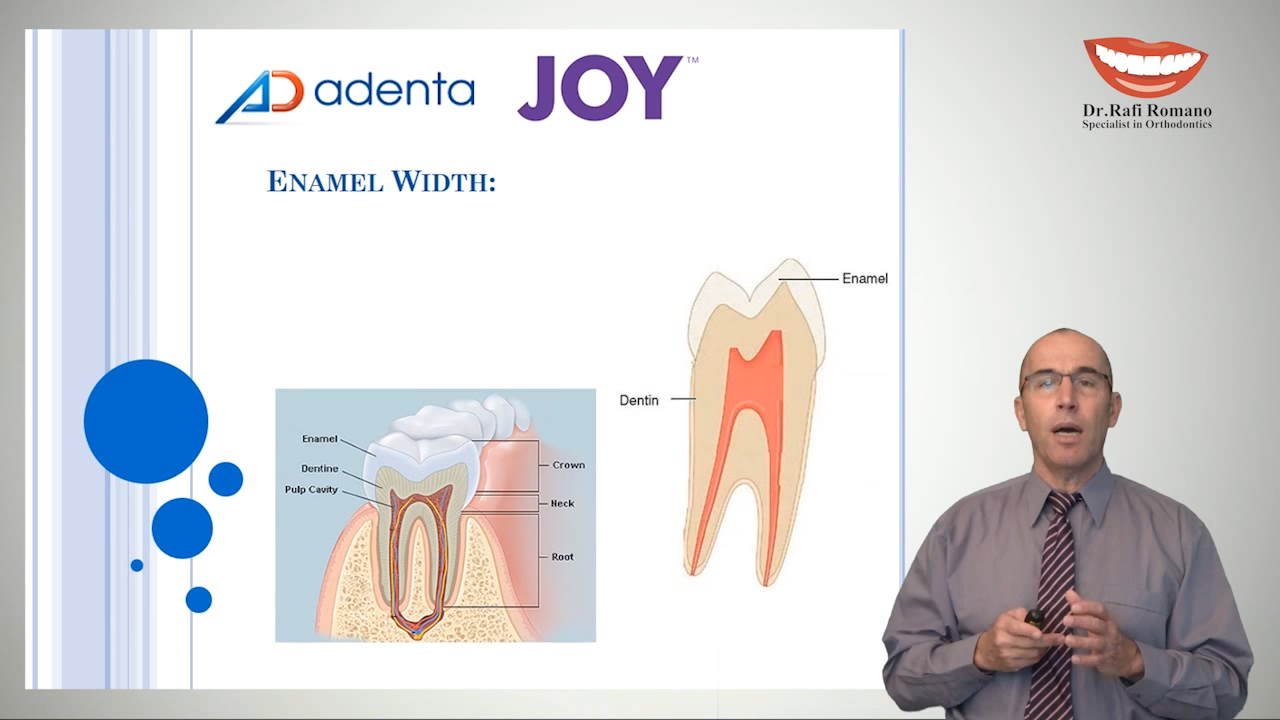 adenta
JOY™
Dr.Rafi Romano
Specialist in Orthodontics
ENAMEL WIDTH:
Enamel
Dentin
Enamel
Dentine
Pulp Cavity
Crown
Neck
Root